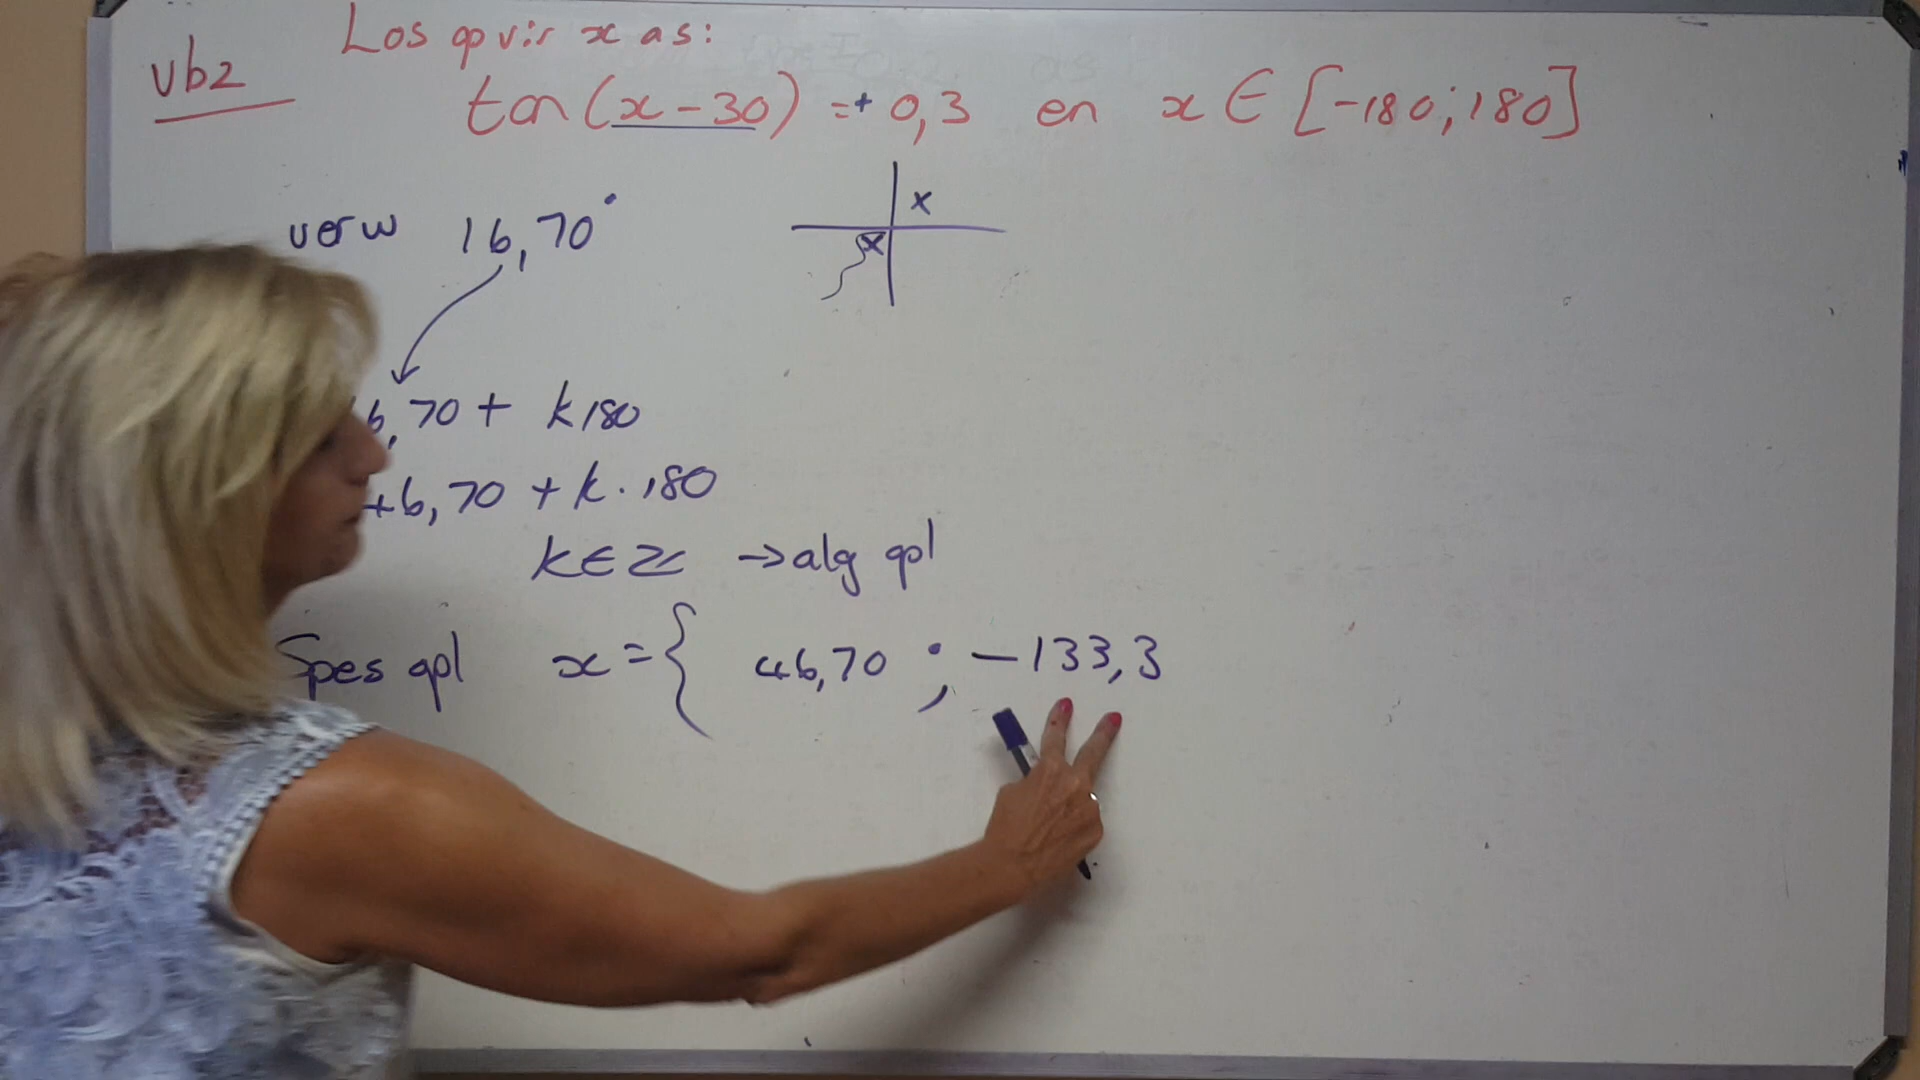 vb2
Los op vir x as:
tan(x-30) =+ 0,3 en x ∈ [-180;180]
verw 16,70°
x
x
6,70 + k180
46,70 + k.180
k∈Z →alg opl
Spes opl x = { 46,70 ; -133,3